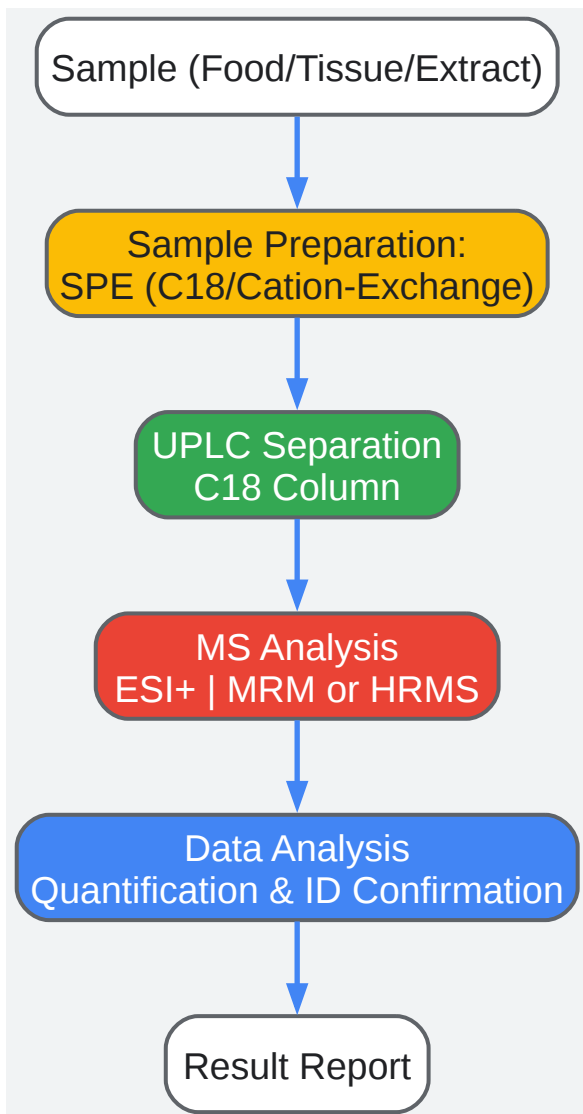 Sample (Food/Tissue/Extract)
Sample Preparation:
SPE (C18/Cation-Exchange)
UPLC Separation
C18 Column
MS Analysis
ESI+ | MRM or HRMS
Data Analysis
Quantification & ID Confirmation
Result Report